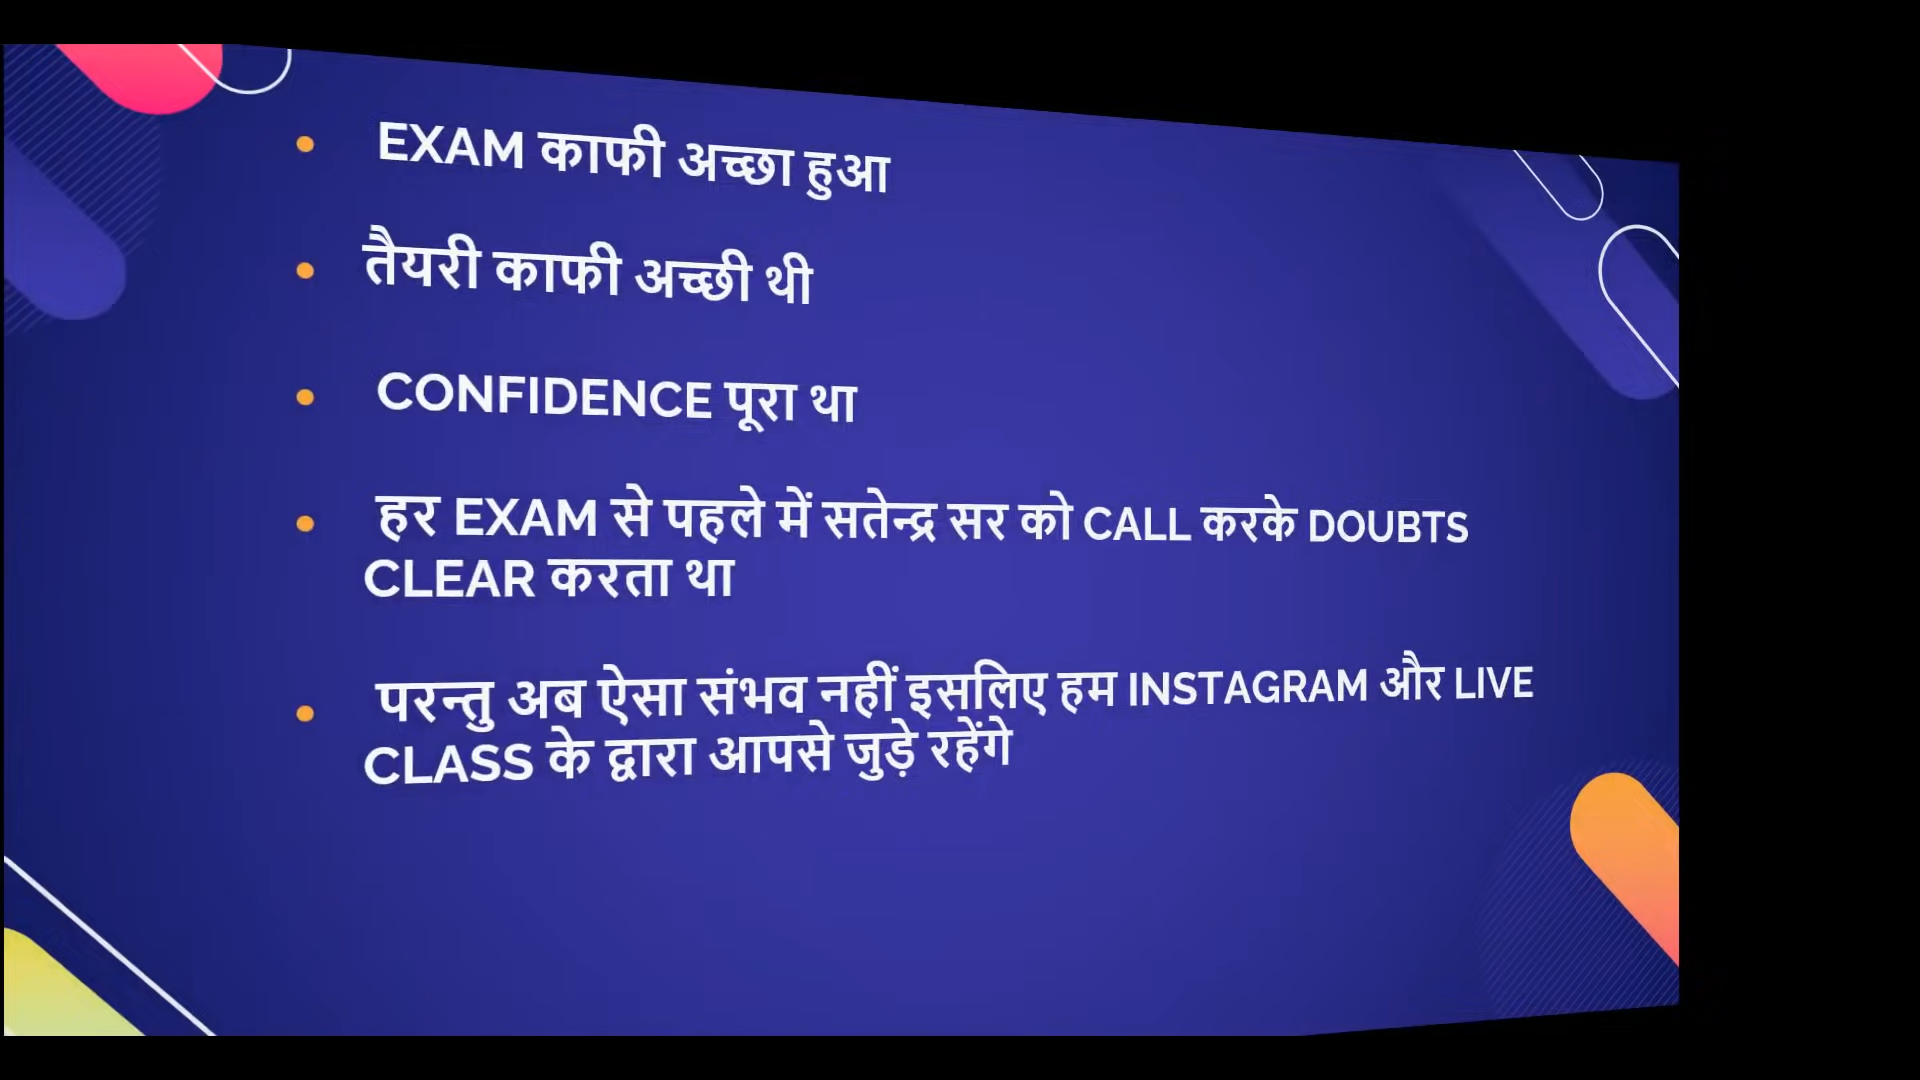 EXAM काफी अच्छा हुआ
तैयरी काफी अच्छी थी
CONFIDENCE पूरा था
हर EXAM से पहले में सतेन्द्र सर को CALL करके DOUBTS
CLEAR करता था
परन्तु अब ऐसा संभव नहीं इसलिए हम INSTAGRAM और LIVE
CLASS के द्वारा आपसे जुड़े रहेंगे